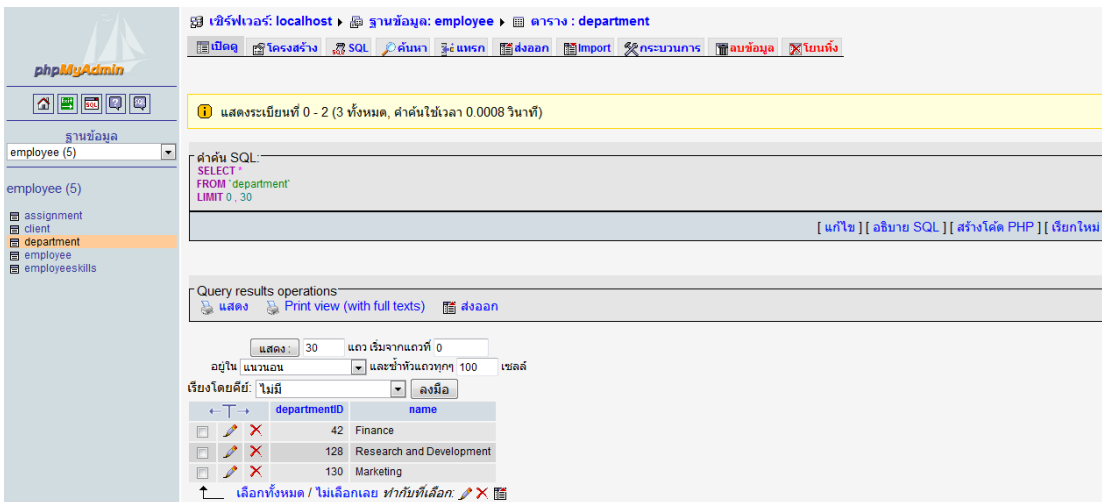 phpMyAdmin
ฐานข้อมูล
employee (5)
employee (5)
assignment
client
department
employee
employeeskills
เซิร์ฟเวอร์: localhost ▸ ฐานข้อมูล: employee ▸ ตาราง : department
เปิดดู โครงสร้าง SQL ค้นหา แทรก ส่งออก Import กระบวนการ ลบข้อมูล โยนทิ้ง
แสดงระเบียนที่ 0 - 2 (3 ทั้งหมด, คำค้นใช้เวลา 0.0008 วินาที)
คำค้น SQL:
SELECT *
FROM `department`
LIMIT 0 , 30
[ แก้ไข ] [ อธิบาย SQL ] [ สร้างโค้ด PHP ] [ เรียกใหม่
Query results operations
แสดง Print view (with full texts) ส่งออก
แสดง : 30 แถว เริ่มจากแถวที่ 0
อยู่ใน แนวนอน และซ้ำหัวแถวทุกๆ 100 เซลล์
เรียงโดยคีย์: ไม่มี ลงมือ
←T→ departmentID name
42 Finance
128 Research and Development
130 Marketing
เลือกทั้งหมด / ไม่เลือกเลย ทำกับที่เลือก: